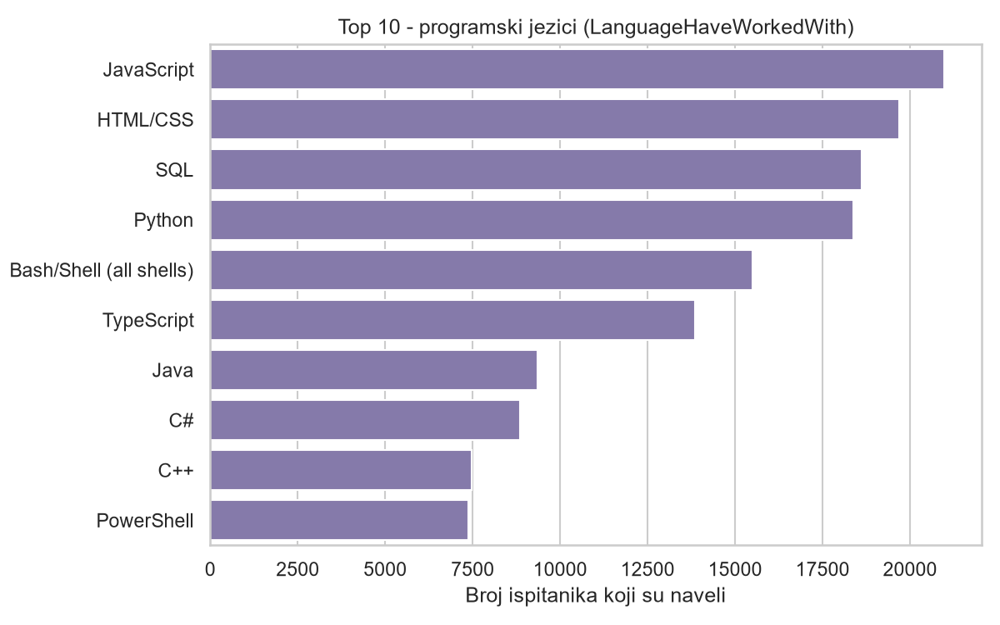 Top 10 - programski jezici (LanguageHaveWorkedWith)
JavaScript
HTML/CSS
SQL
Python
Bash/Shell (all shells)
TypeScript
Java
C#
C++
PowerShell
0 2500 5000 7500 10000 12500 15000 17500 20000
Broj ispitanika koji su naveli